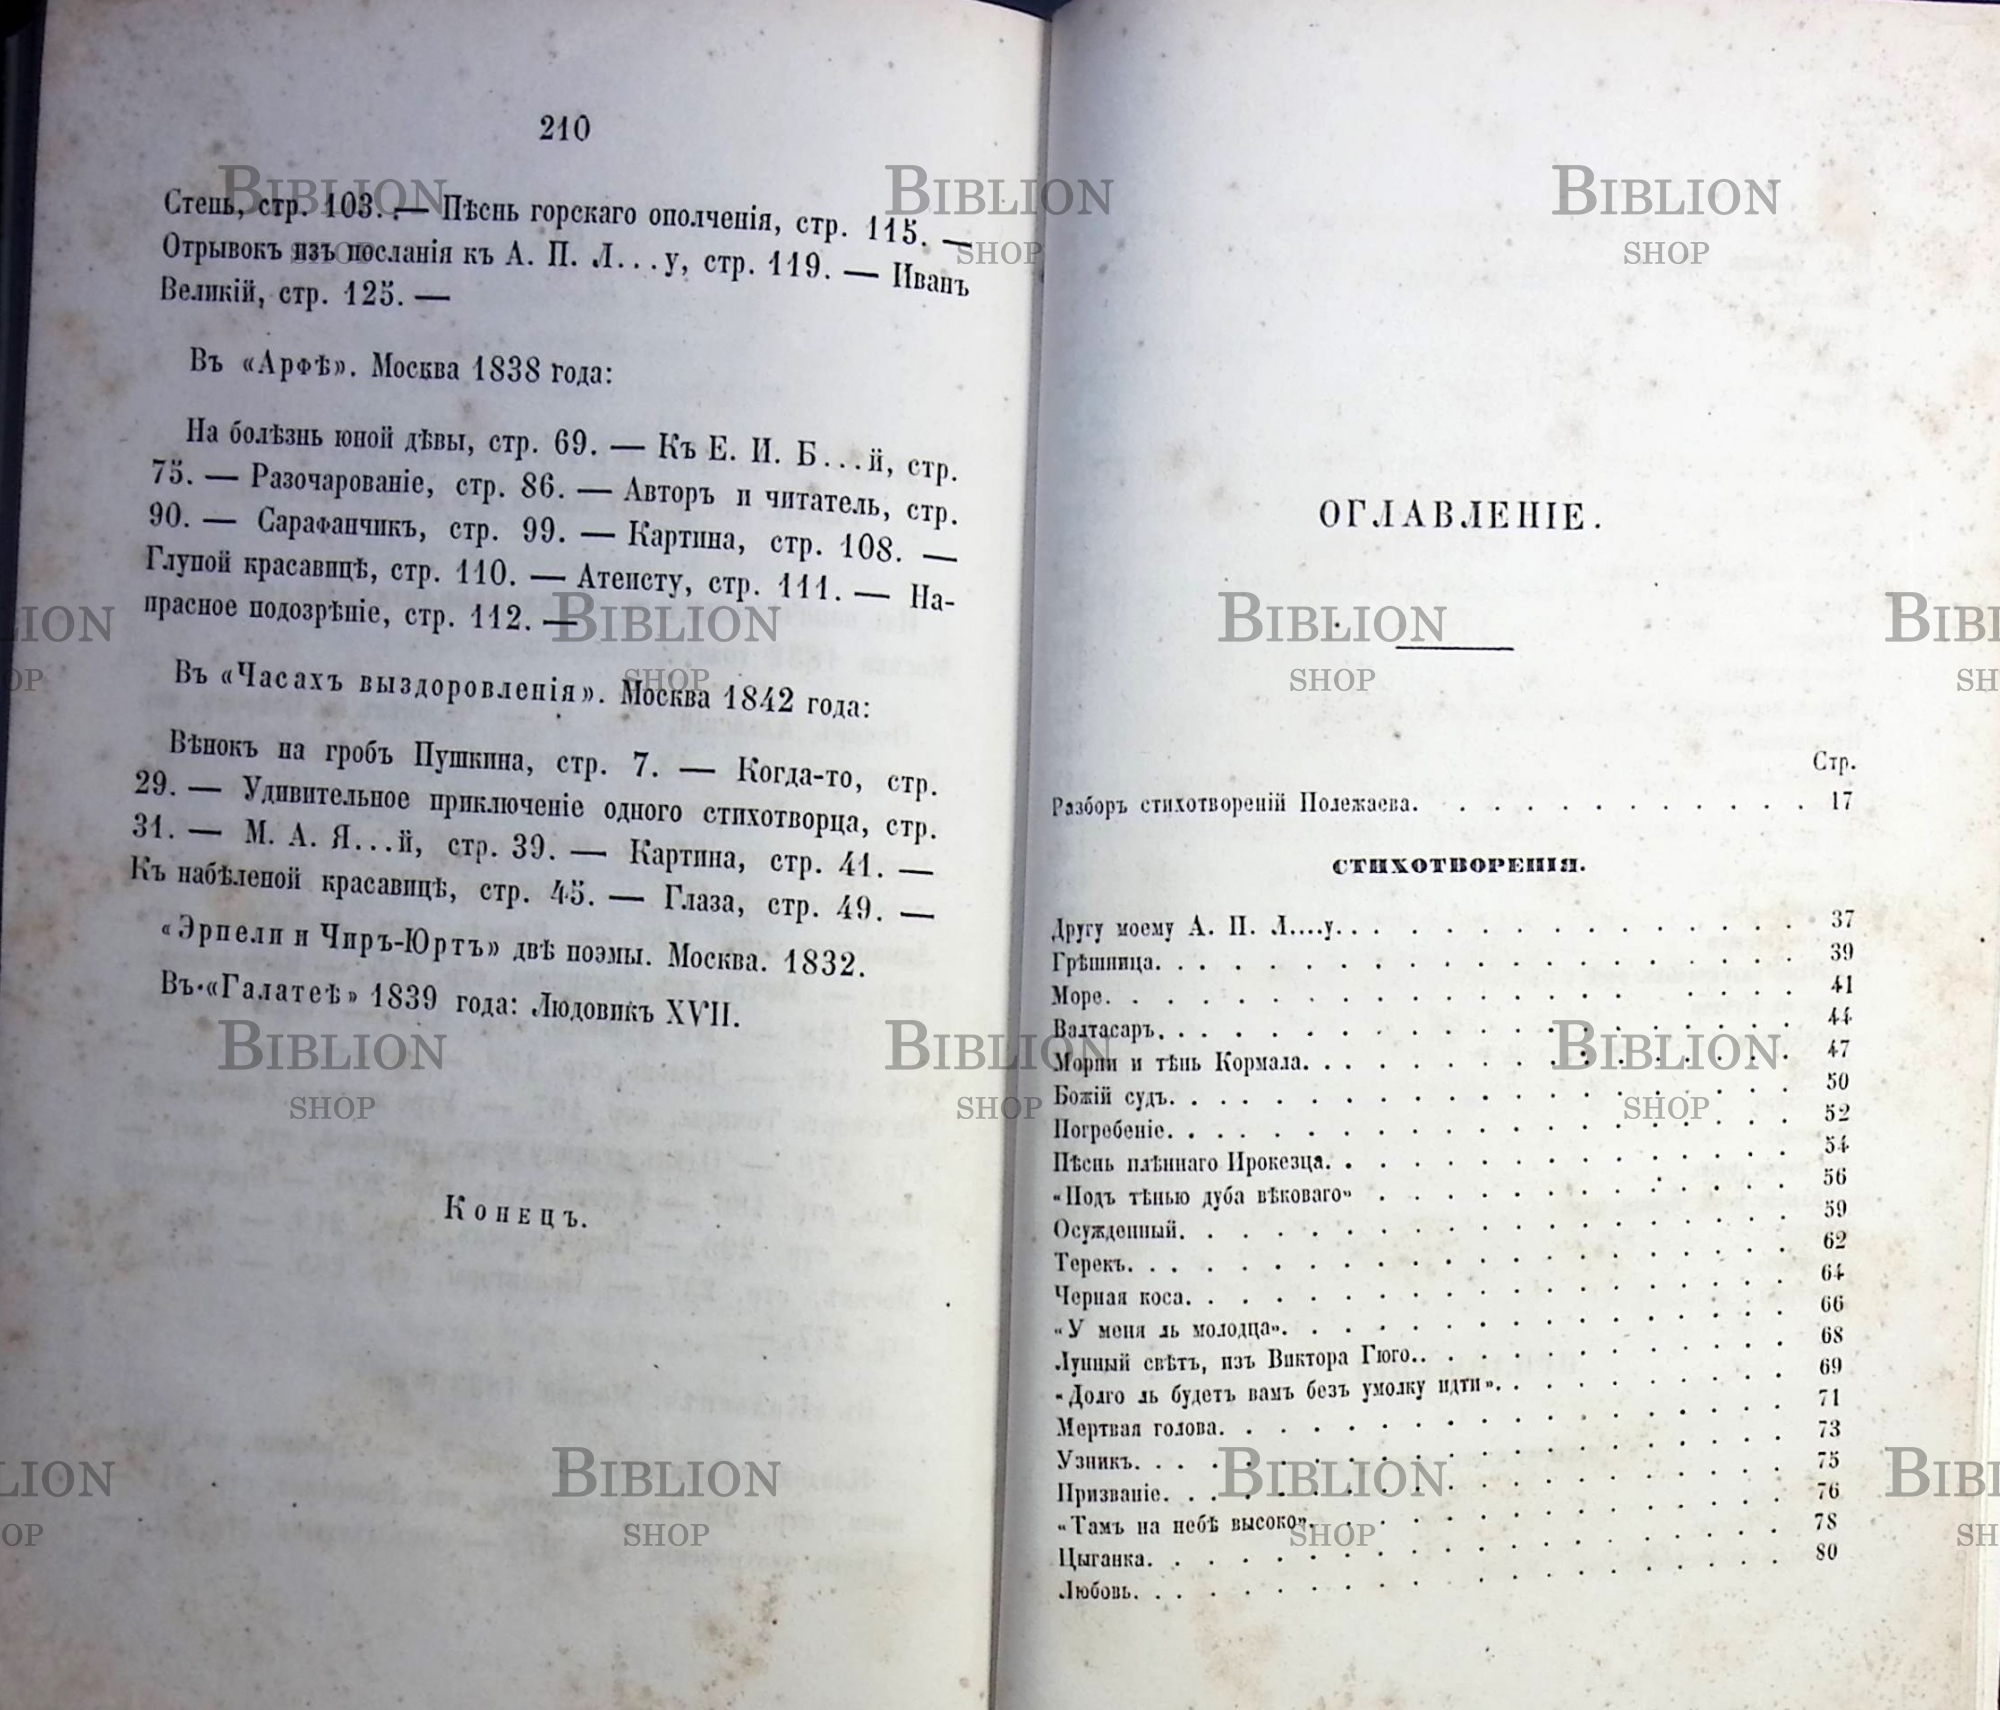 210
Степь, стр. 103. — Пѣснь горскаго ополченія, стр. 115. —
Отрывокъ изъ посланія къ А. П. Л...у, стр. 119. — Иванъ
Великій, стр. 125. —
Въ «Арфѣ». Москва 1838 года:
На болѣзнь юной дѣвы, стр. 69. — Къ Е. И. Б...й, стр.
75. — Разочарованіе, стр. 86. — Авторъ и читатель, стр.
90. — Сарафанчикъ, стр. 99. — Картина, стр. 108. —
Глупой красавицѣ, стр. 110. — Атеисту, стр. 111. — На-
прасное подозрѣніе, стр. 112. —
Въ «Часахъ выздоровленія». Москва 1842 года:
Вѣнокъ на гробъ Пушкина, стр. 7. — Когда-то, стр.
29. — Удивительное приключеніе одного стихотворца, стр.
31. — М. А. Я...й, стр. 39. — Картина, стр. 41. —
Къ набѣленой красавицѣ, стр. 45. — Глаза, стр. 49. —
«Эрпели и Чиръ-Юртъ» двѣ поэмы. Москва. 1832.
Въ «Галатеѣ» 1839 года: Людовикъ XVII.
Конецъ.
ОГЛАВЛЕНІЕ.
Стр.
Разборъ стихотвореній Полежаева. 17
СТИХОТВОРЕНІЯ.
Другу моему А. П. Л....у. 37
Грѣшница. 39
Море. 41
Валтасаръ. 44
Морни и тѣнь Кормала. 47
Божій судъ. 50
Погребеніе. 52
Пѣснь плѣннаго Ирокезца. 54
«Подъ тѣнью дуба вѣковаго» 56
Осужденный. 59
Терекъ. 62
Черная коса. 64
«У меня ль молодца». 66
Лунный свѣтъ, изъ Виктора Гюго. 68
«Долго ль будетъ вамъ безъ умолку идти». 69
Мертвая голова. 71
Узникъ. 73
Призваніе. 75
«Тамъ на небѣ высоко». 76
Цыганка. 78
Любовь. 80
BIBLION SHOP